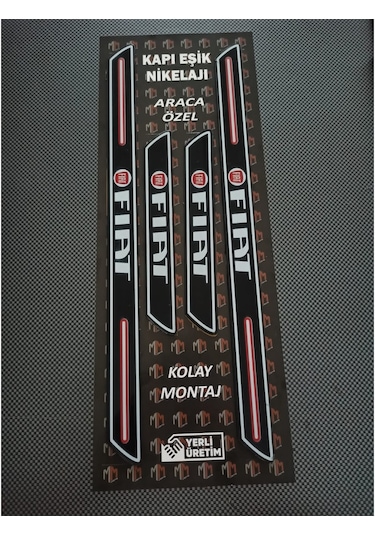 KAPI EŞİK
NİKELAJI
ARACA
ÖZEL
FIAT
FIAT
FIAT
FIAT
KOLAY
MONTAJ
YERLİ
ÜRETİM